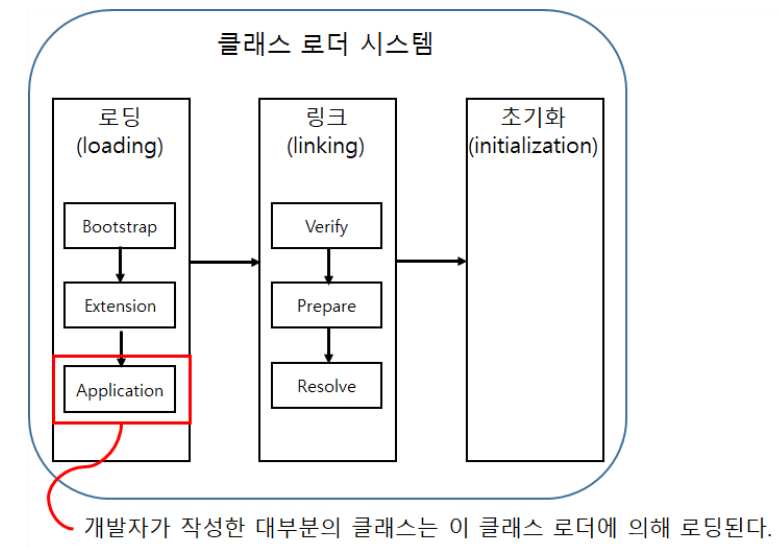 클래스 로더 시스템
로딩
(loading)
Bootstrap
Extension
Application
링크
(linking)
Verify
Prepare
Resolve
초기화
(initialization)
개발자가 작성한 대부분의 클래스는 이 클래스 로더에 의해 로딩된다.